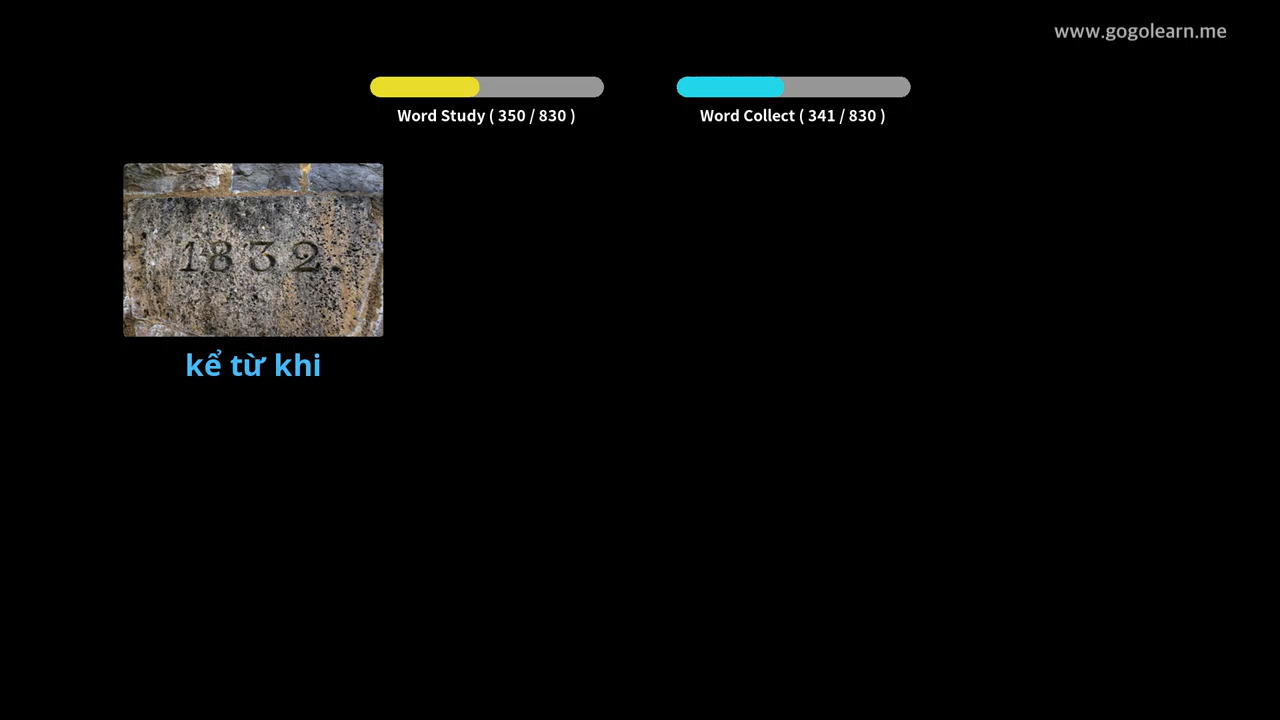 www.gogolearn.me
Word Study ( 350 / 830 )
Word Collect ( 341 / 830 )
1832.
kể từ khi